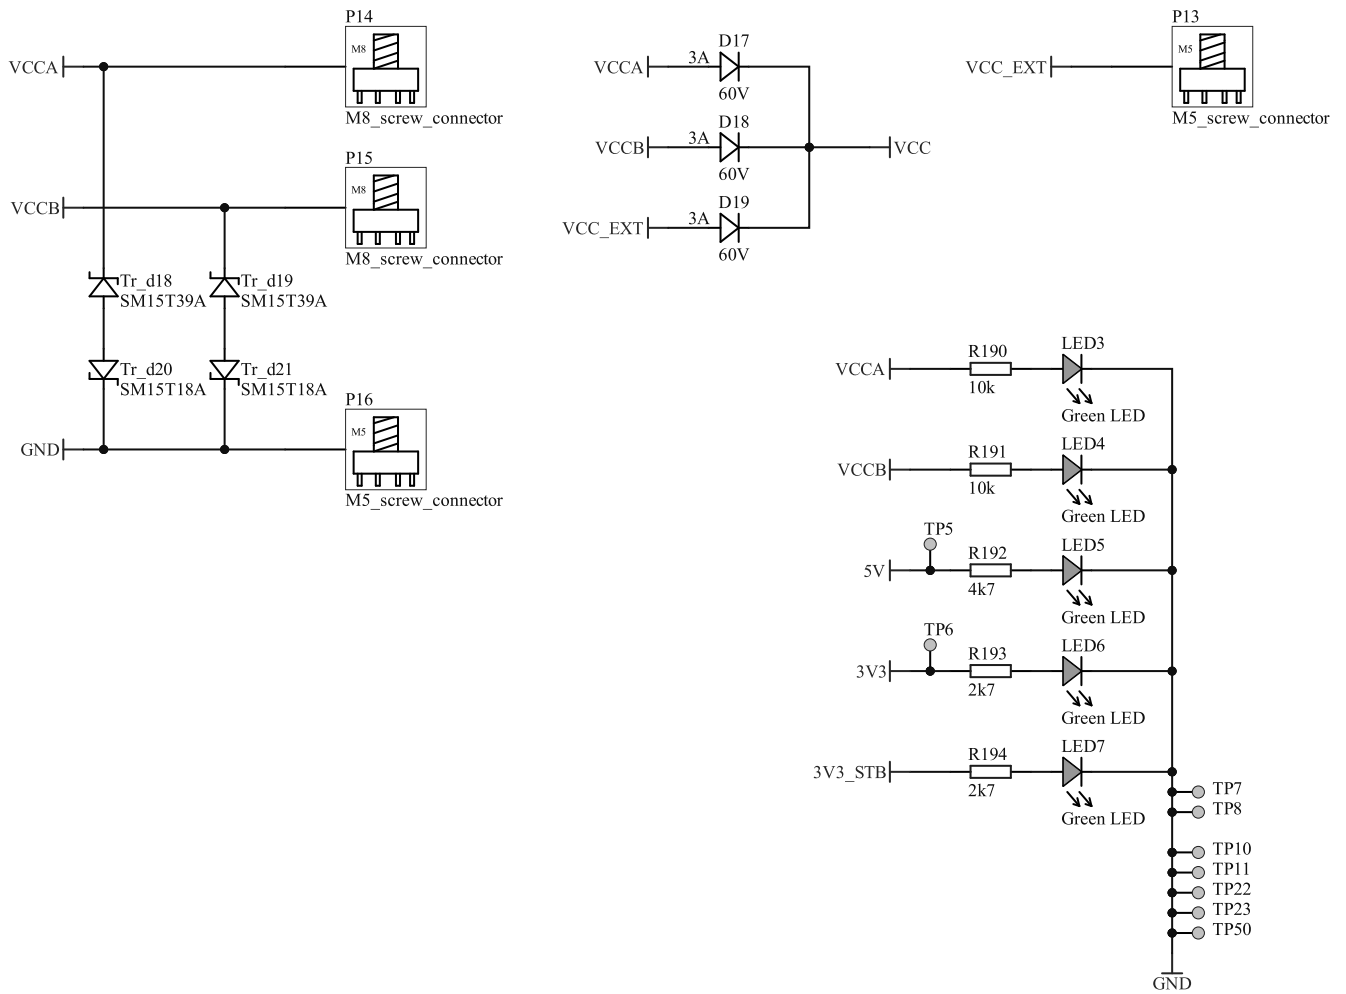 P14
M8
VCCA
M8_screw_connector
P15
M8
VCCB
M8_screw_connector
Tr_d18
SM15T39A
Tr_d19
SM15T39A
Tr_d20
SM15T18A
Tr_d21
SM15T18A
P16
M5
GND
M5_screw_connector
D17
VCCA
3A
60V
D18
VCCB
3A
60V
VCC
D19
VCC_EXT
3A
60V
P13
M5
VCC_EXT
M5_screw_connector
LED3
R190
VCCA
10k
Green LED
LED4
R191
VCCB
10k
Green LED
TP5
LED5
R192
5V
4k7
Green LED
TP6
LED6
R193
3V3
2k7
Green LED
LED7
R194
3V3_STB
2k7
Green LED
TP7
TP8
TP10
TP11
TP22
TP23
TP50
GND